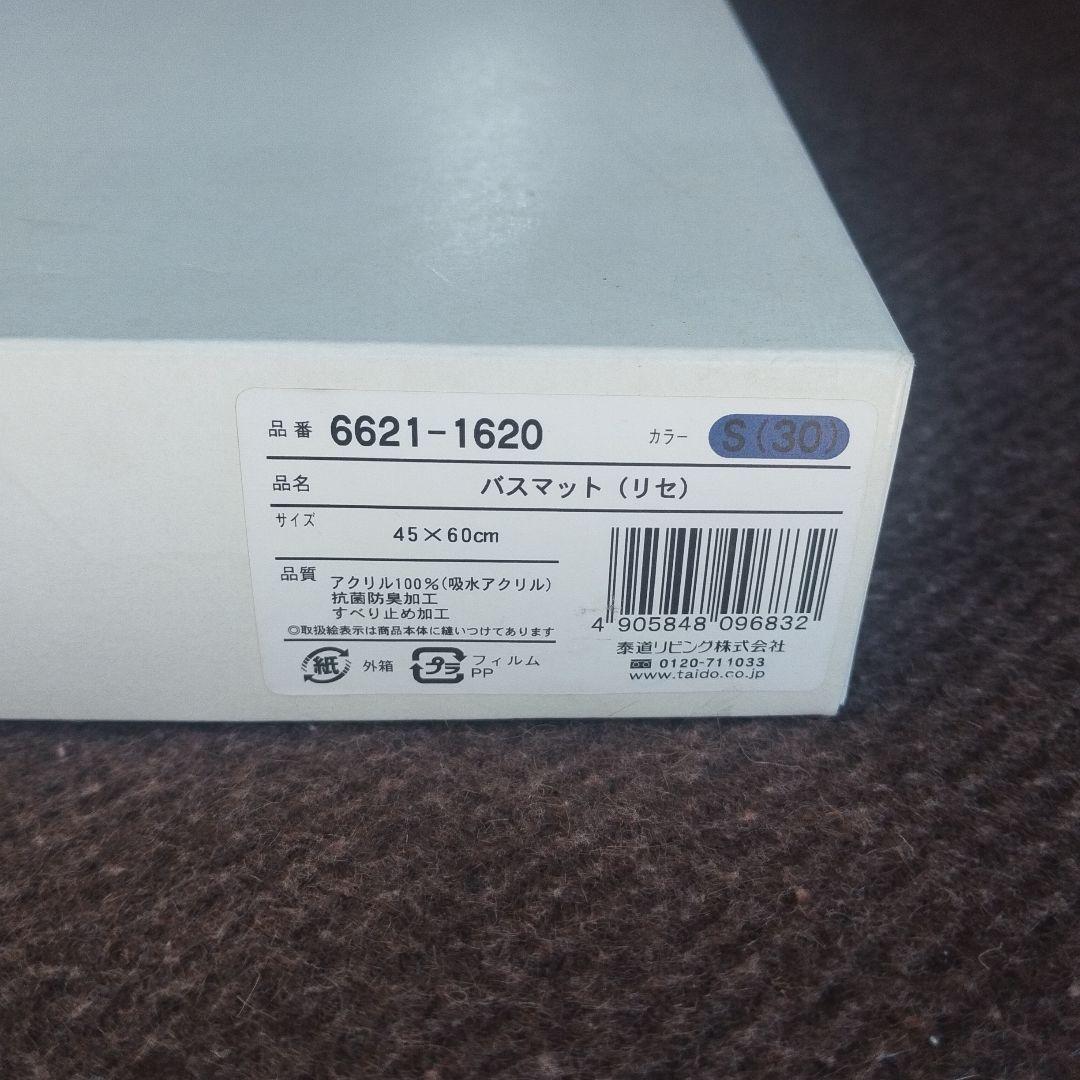 品番 6621-1620 カラー S(30)
品名 バスマット(リセ)
サイズ 45×60cm
品質 アクリル100%(吸水アクリル)
抗菌防臭加工
すべり止め加工
◎取扱絵表示は商品本体に縫いつけてあります
紙 外箱 プラ フィルム
PP
4 905848 096832
泰道リビング株式会社
0120-711033
www.taido.co.jp